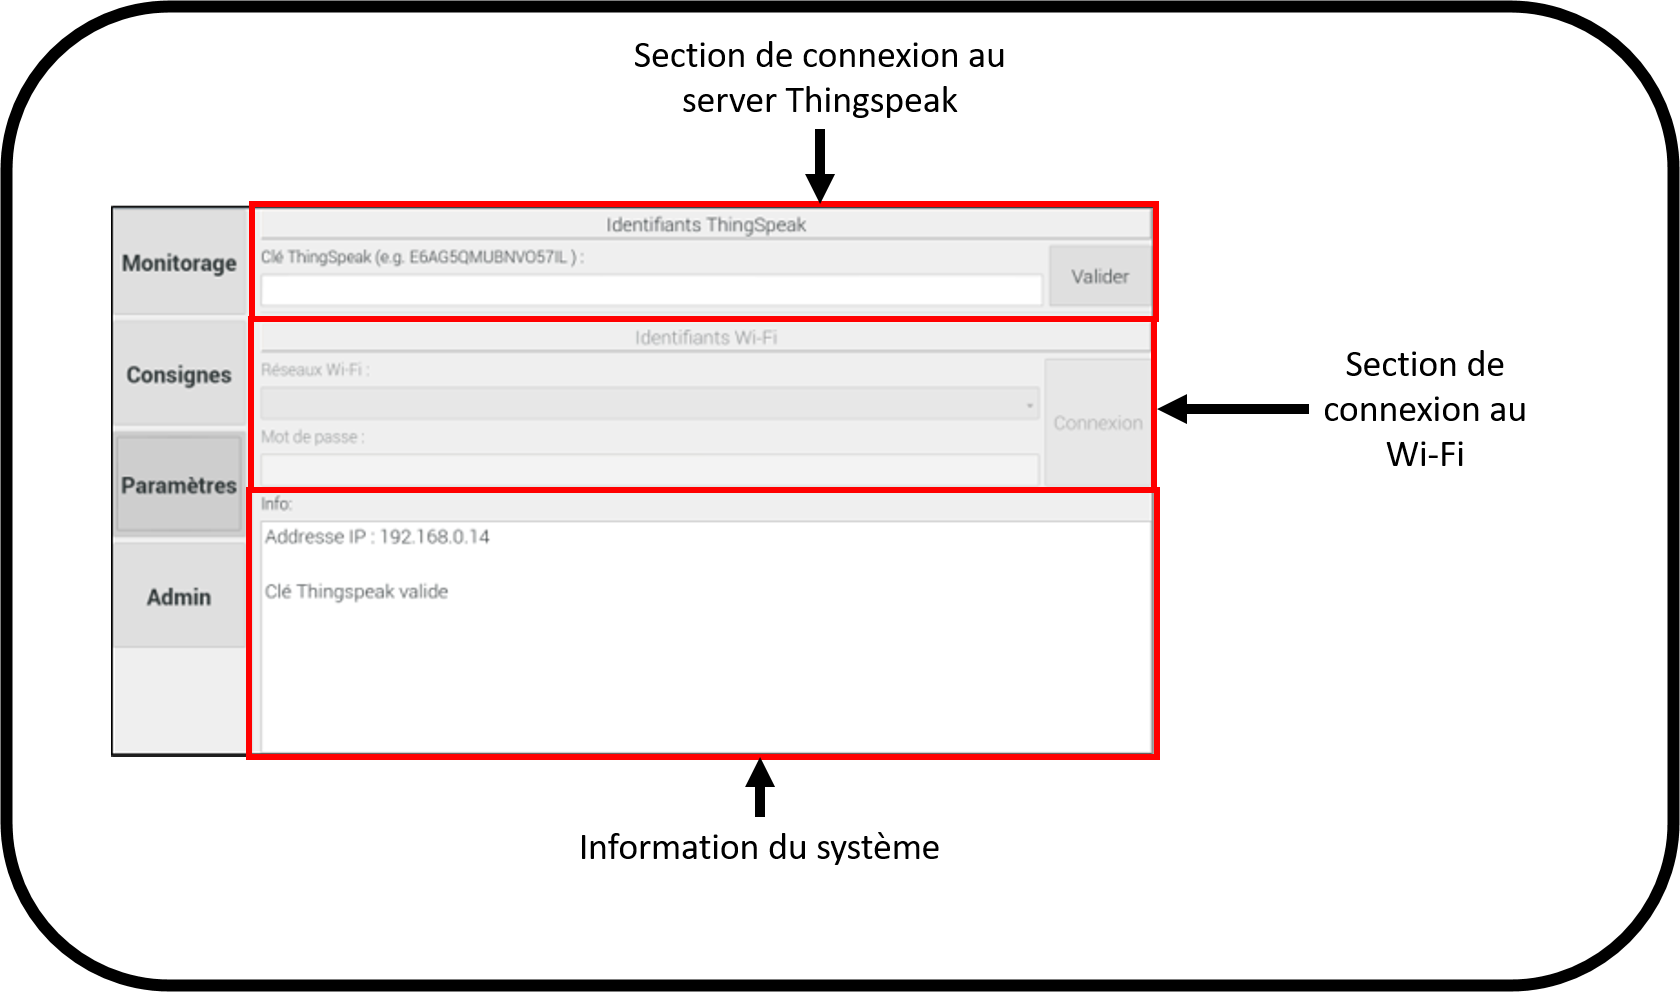 Section de connexion au
server Thingspeak
Monitorage
Consignes
Paramètres
Admin
Identifiants ThingSpeak
Clé ThingSpeak (e.g. E6AG5QMUBNVO57IL ) :
Valider
Identifiants Wi-Fi
Réseaux Wi-Fi :
Mot de passe :
Connexion
Info:
Addresse IP : 192.168.0.14
Clé Thingspeak valide
Section de
connexion au
Wi-Fi
Information du système